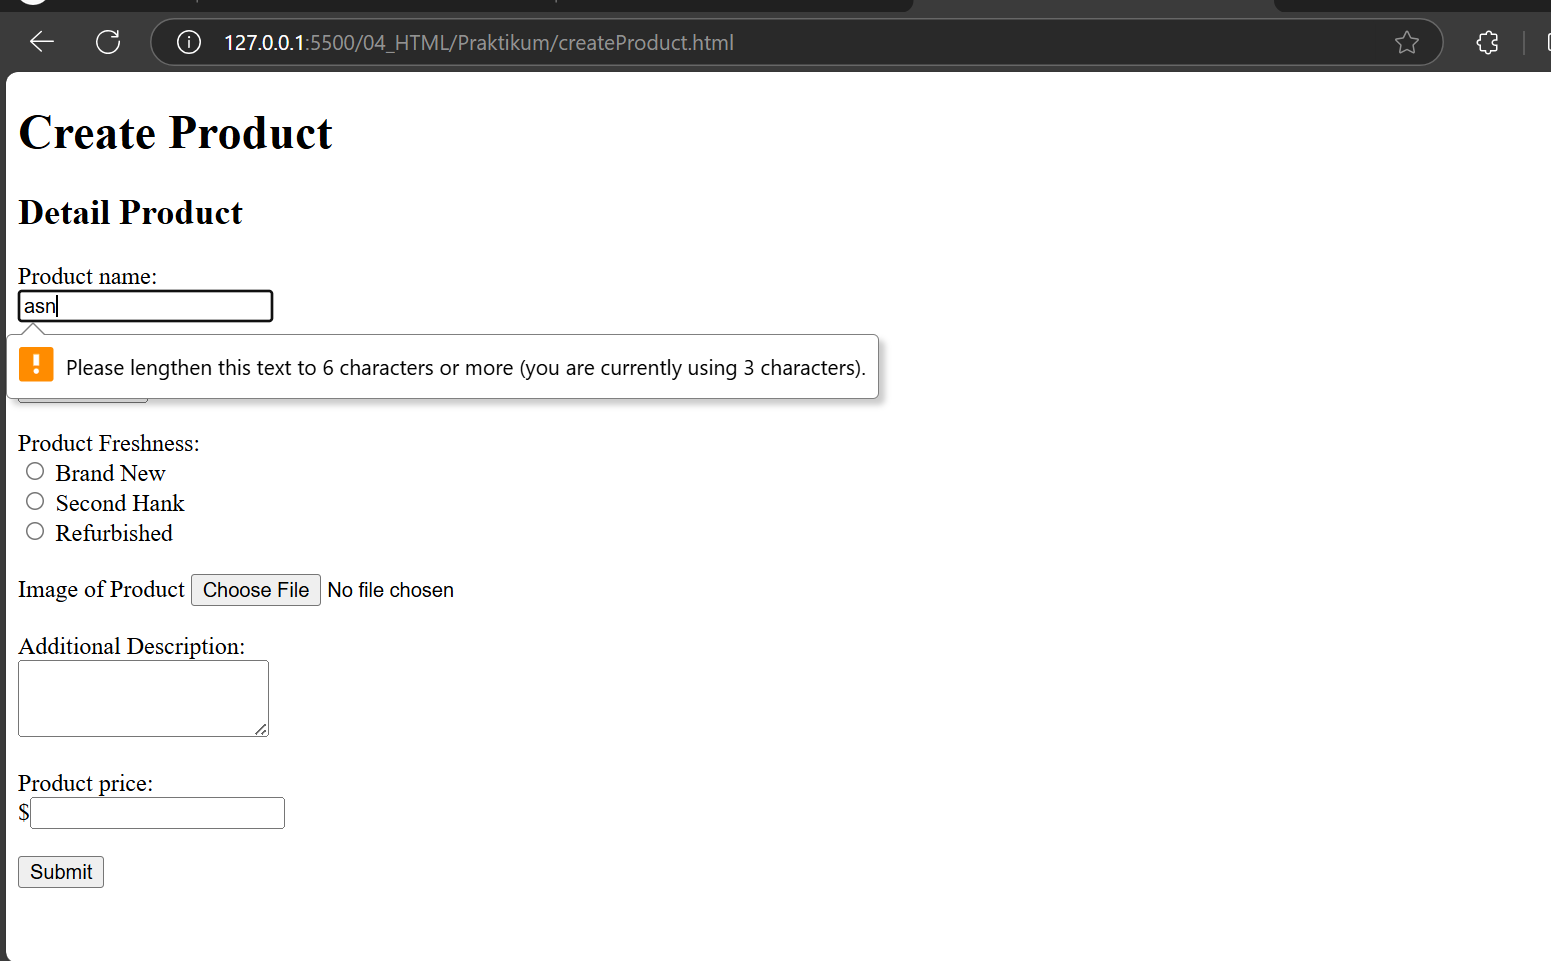 127.0.0.1:5500/04_HTML/Praktikum/createProduct.html
Create Product
Detail Product
Product name:
asn
Please lengthen this text to 6 characters or more (you are currently using 3 characters).
Product Freshness:
Brand New
Second Hank
Refurbished
Image of Product Choose File No file chosen
Additional Description:
Product price:
$
Submit